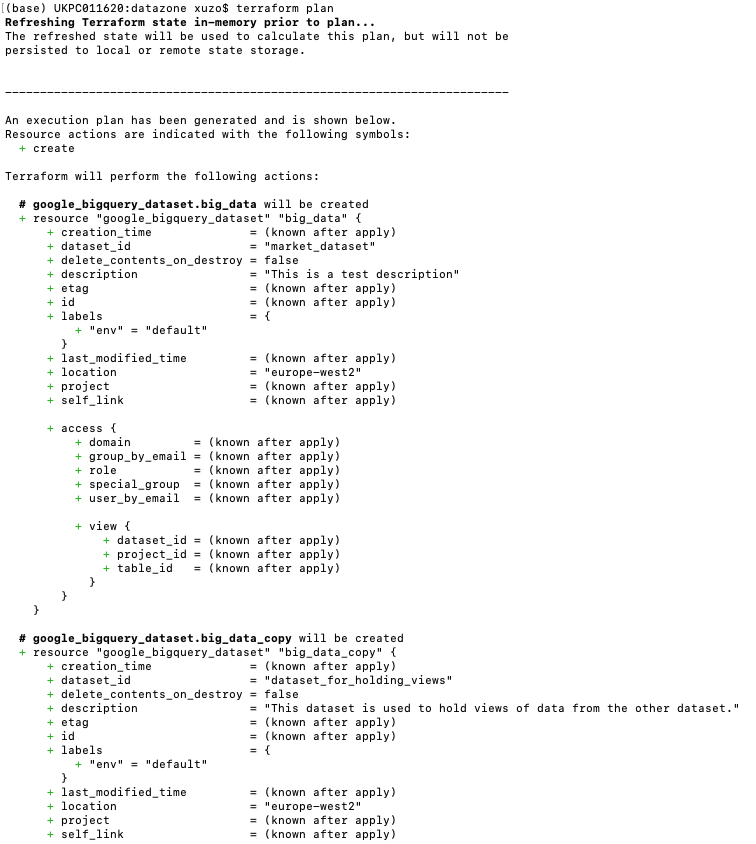 (base) UKPC011620:datazone xuzo$ terraform plan
Refreshing Terraform state in-memory prior to plan...
The refreshed state will be used to calculate this plan, but will not be
persisted to local or remote state storage.
------------------------------------------------------------------------
An execution plan has been generated and is shown below.
Resource actions are indicated with the following symbols:
  + create
Terraform will perform the following actions:
  # google_bigquery_dataset.big_data will be created
  + resource "google_bigquery_dataset" "big_data" {
      + creation_time              = (known after apply)
      + dataset_id                 = "market_dataset"
      + delete_contents_on_destroy = false
      + description                = "This is a test description"
      + etag                       = (known after apply)
      + id                         = (known after apply)
      + labels                     = {
          + "env" = "default"
        }
      + last_modified_time         = (known after apply)
      + location                   = "europe-west2"
      + project                    = (known after apply)
      + self_link                  = (known after apply)
      + access {
          + domain         = (known after apply)
          + group_by_email = (known after apply)
          + role           = (known after apply)
          + special_group  = (known after apply)
          + user_by_email  = (known after apply)
          + view {
              + dataset_id = (known after apply)
              + project_id = (known after apply)
              + table_id   = (known after apply)
            }
        }
    }
  # google_bigquery_dataset.big_data_copy will be created
  + resource "google_bigquery_dataset" "big_data_copy" {
      + creation_time              = (known after apply)
      + dataset_id                 = "dataset_for_holding_views"
      + delete_contents_on_destroy = false
      + description                = "This dataset is used to hold views of data from the other dataset."
      + etag                       = (known after apply)
      + id                         = (known after apply)
      + labels                     = {
          + "env" = "default"
        }
      + last_modified_time         = (known after apply)
      + location                   = "europe-west2"
      + project                    = (known after apply)
      + self_link                  = (known after apply)